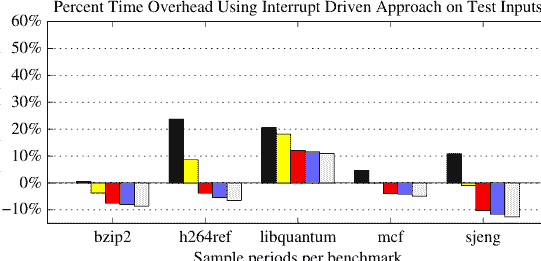 Percent Time Overhead Using Interrupt Driven Approach on Test Inputs
60%
50%
40%
30%
20%
10%
0%
−10%
bzip2 h264ref libquantum mcf sjeng
Sample periods per benchmark